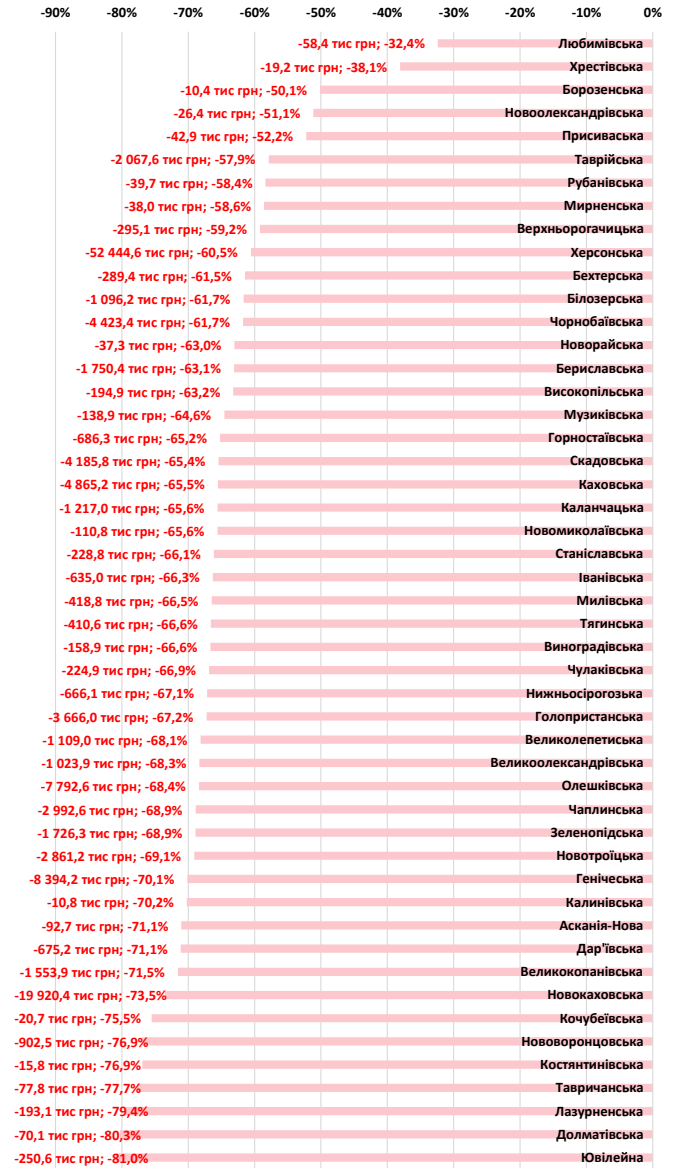 -90% -80% -70% -60% -50% -40% -30% -20% -10% 0%
-58,4 тис грн; -32,4% Любимівська
-19,2 тис грн; -38,1% Хрестівська
-10,4 тис грн; -50,1% Борозенська
-26,4 тис грн; -51,1% Новоолександрівська
-42,9 тис грн; -52,2% Присиваська
-2 067,6 тис грн; -57,9% Таврійська
-39,7 тис грн; -58,4% Рубанівська
-38,0 тис грн; -58,6% Мирненська
-295,1 тис грн; -59,2% Верхньорогачицька
-52 444,6 тис грн; -60,5% Херсонська
-289,4 тис грн; -61,5% Бехтерська
-1 096,2 тис грн; -61,7% Білозерська
-4 423,4 тис грн; -61,7% Чорнобаївська
-37,3 тис грн; -63,0% Новорайська
-1 750,4 тис грн; -63,1% Бериславська
-194,9 тис грн; -63,2% Високопільська
-138,9 тис грн; -64,6% Музиківська
-686,3 тис грн; -65,2% Горностаївська
-4 185,8 тис грн; -65,4% Скадовська
-4 865,2 тис грн; -65,5% Каховська
-1 217,0 тис грн; -65,6% Каланчацька
-110,8 тис грн; -65,6% Новомиколаївська
-228,8 тис грн; -66,1% Станіславська
-635,0 тис грн; -66,3% Іванівська
-418,8 тис грн; -66,5% Милівська
-410,6 тис грн; -66,6% Тягинська
-158,9 тис грн; -66,6% Виноградівська
-224,9 тис грн; -66,9% Чулаківська
-666,1 тис грн; -67,1% Нижньосірогозька
-3 666,0 тис грн; -67,2% Голопристанська
-1 109,0 тис грн; -68,1% Великолепетиська
-1 023,9 тис грн; -68,3% Великоолександрівська
-7 792,6 тис грн; -68,4% Олешківська
-2 992,6 тис грн; -68,9% Чаплинська
-1 726,3 тис грн; -68,9% Зеленопідська
-2 861,2 тис грн; -69,1% Новотроїцька
-8 394,2 тис грн; -70,1% Генічеська
-10,8 тис грн; -70,2% Калинівська
-92,7 тис грн; -71,1% Асканія-Нова
-675,2 тис грн; -71,1% Дар'ївська
-1 553,9 тис грн; -71,5% Великокопанівська
-19 920,4 тис грн; -73,5% Новокаховська
-20,7 тис грн; -75,5% Кочубеївська
-902,5 тис грн; -76,9% Нововоронцовська
-15,8 тис грн; -76,9% Костянтинівська
-77,8 тис грн; -77,7% Тавричанська
-193,1 тис грн; -79,4% Лазурненська
-70,1 тис грн; -80,3% Долматівська
-250,6 тис грн; -81,0% Ювілейна